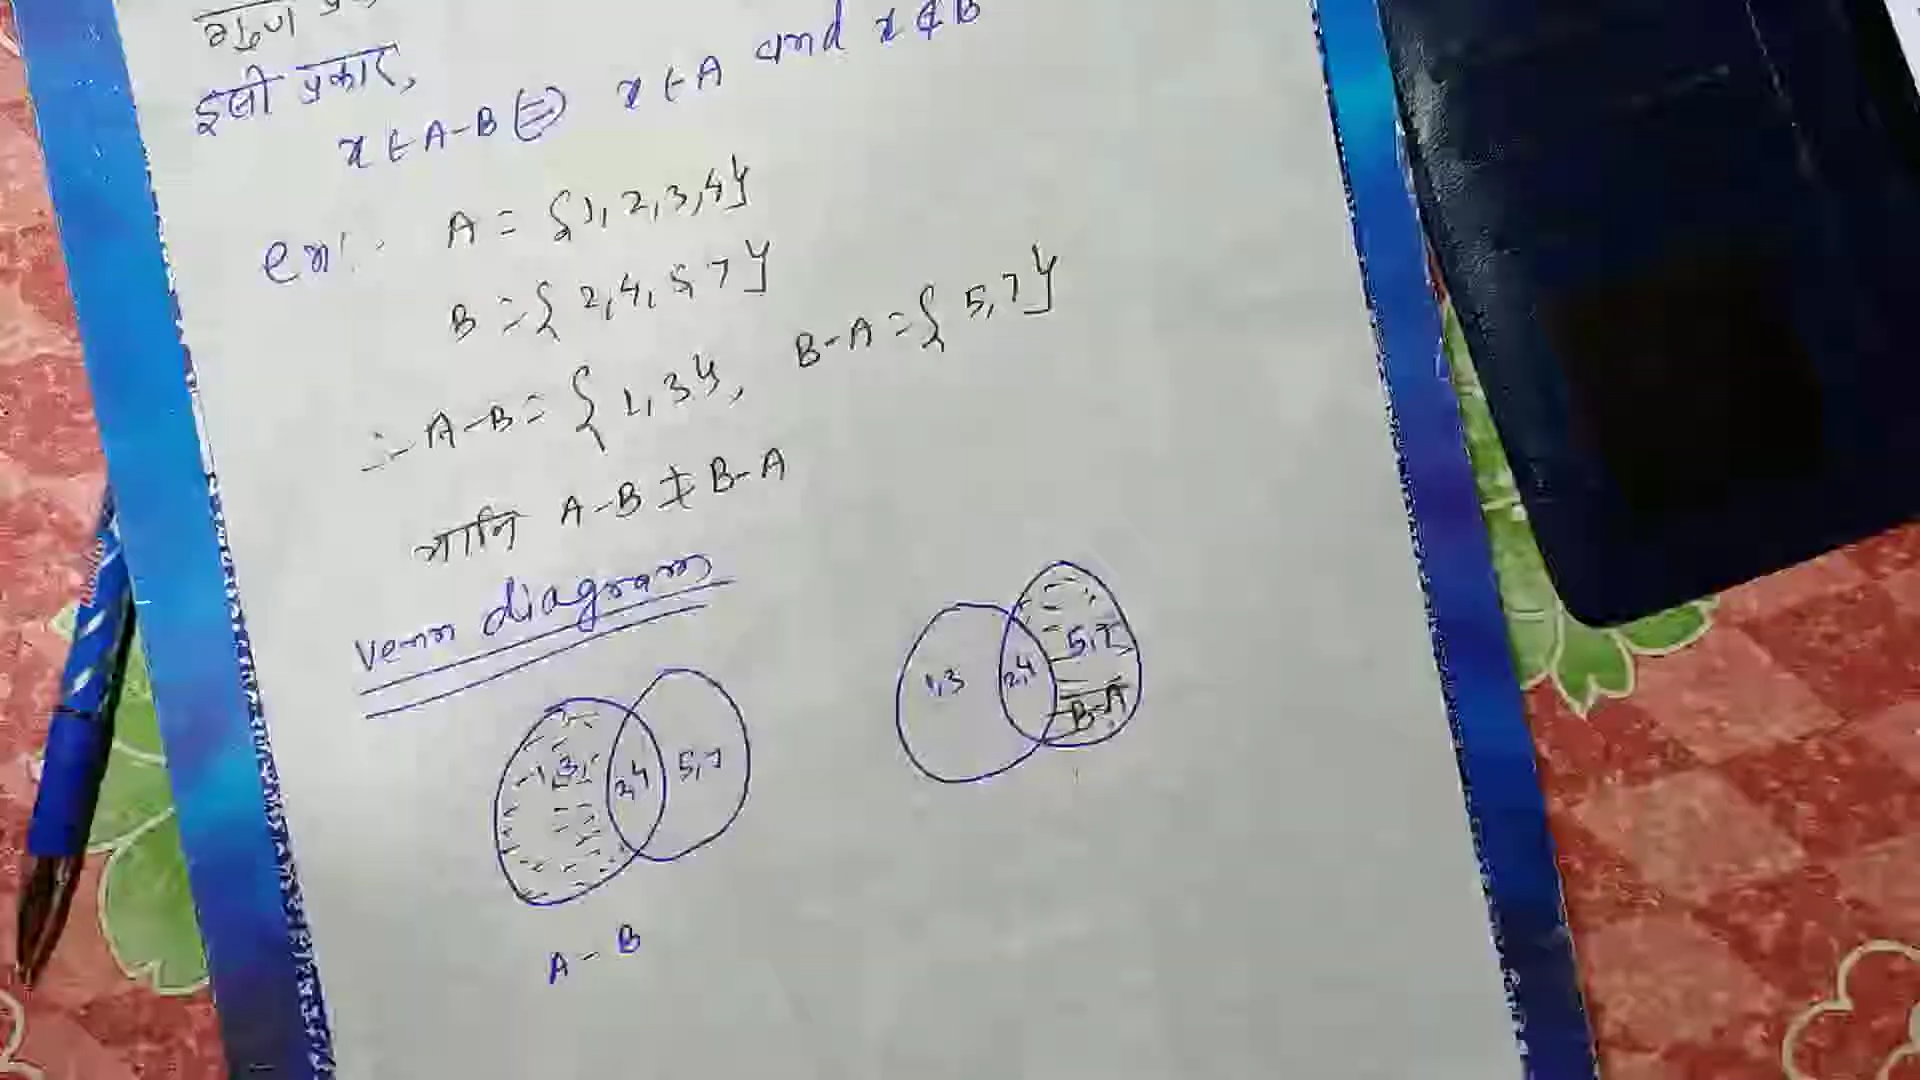 इसी प्रकार,
x ∈ A-B ⇔ x ∈ A and x ∉ B
ex:- A = {1, 2, 3, 4}
B = { 2, 4, 5, 7 }
∴ A-B = { 1, 3 }, B-A = { 5, 7 }
यानि A-B ≠ B-A
venn diagram
1,3 2,4 5,7
B-A
1,3, 2,4 5,7
A - B